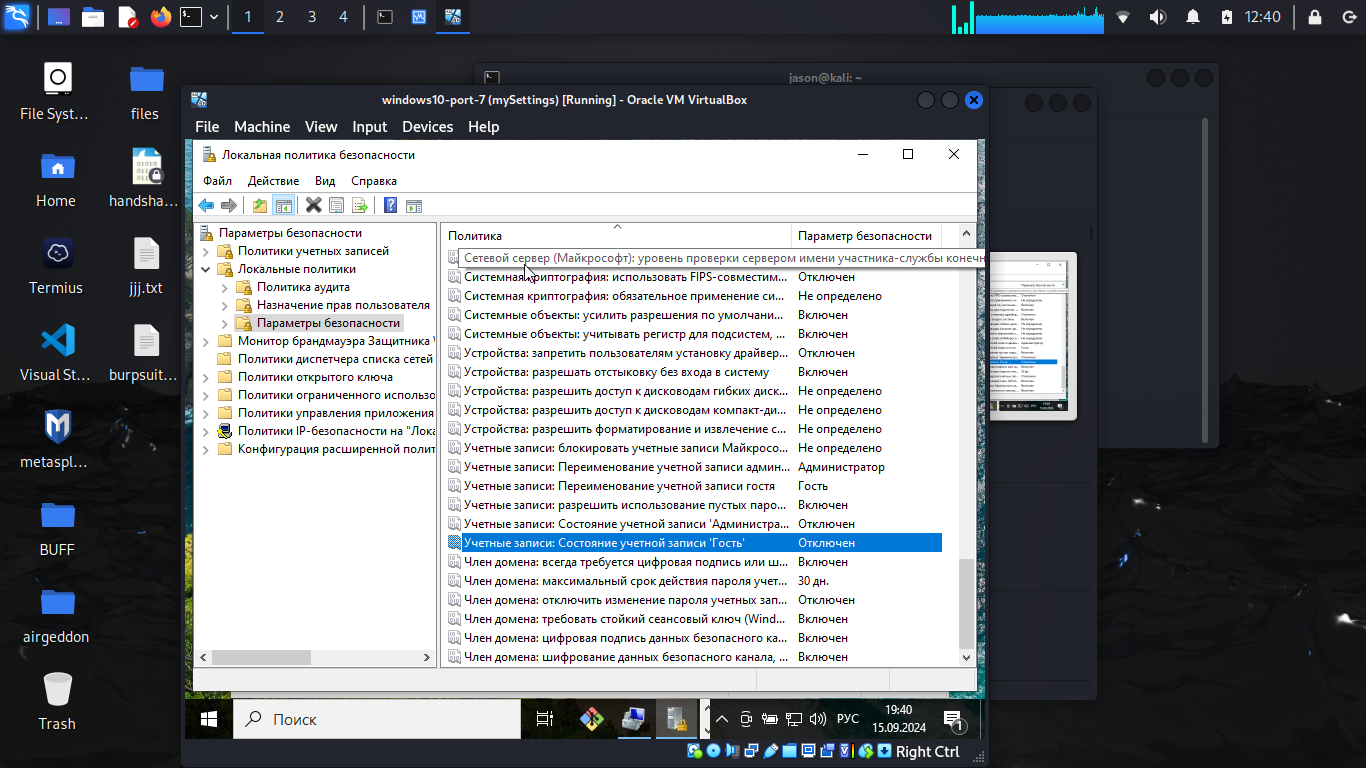 1
2
3
4
12:40
File Syst...
files
Home
handsha...
Termius
jjj.txt
Visual St...
burpsuit...
metaspl...
BUFF
airgeddon
Trash
jason@kali: ~
windows10-port-7 (mySettings) [Running] - Oracle VM VirtualBox
File Machine View Input Devices Help
Локальная политика безопасности
Файл Действие Вид Справка
Параметры безопасности
Политики учетных записей
Локальные политики
Политика аудита
Назначение прав пользователя
Параметры безопасности
Монитор брандмауэра Защитника
Политики диспетчера списка сетей
Политики открытого ключа
Политики ограниченного использо
Политики управления приложения
Политики IP-безопасности на "Лока
Конфигурация расширенной полит
Политика Параметр безопасности
Сетевой сервер (Майкрософт): уровень проверки сервером имени участника-службы конечн
Системная криптография: использовать FIPS-совместим... Отключен
Системная криптография: обязательное применение си... Не определено
Системные объекты: усилить разрешения по умолчани... Включен
Системные объекты: учитывать регистр для подсистем, ... Включен
Устройства: запретить пользователям установку драйвер... Отключен
Устройства: разрешать отстыковку без входа в систему Включен
Устройства: разрешить доступ к дисководам гибких диск... Не определено
Устройства: разрешить доступ к дисководам компакт-ди... Не определено
Устройства: разрешить форматирование и извлечение с... Не определено
Учетные записи: блокировать учетные записи Майкросо... Не определено
Учетные записи: Переименование учетной записи админ... Администратор
Учетные записи: Переименование учетной записи гостя Гость
Учетные записи: разрешить использование пустых паро... Включен
Учетные записи: Состояние учетной записи 'Администра... Отключен
Учетные записи: Состояние учетной записи 'Гость' Отключен
Член домена: всегда требуется цифровая подпись или ш... Включен
Член домена: максимальный срок действия пароля учет... 30 дн.
Член домена: отключить изменение пароля учетных зап... Отключен
Член домена: требовать стойкий сеансовый ключ (Wind... Включен
Член домена: цифровая подпись данных безопасного ка... Включен
Член домена: шифрование данных безопасного канала, ... Включен
Поиск
РУС
19:40
15.09.2024
1
Right Ctrl